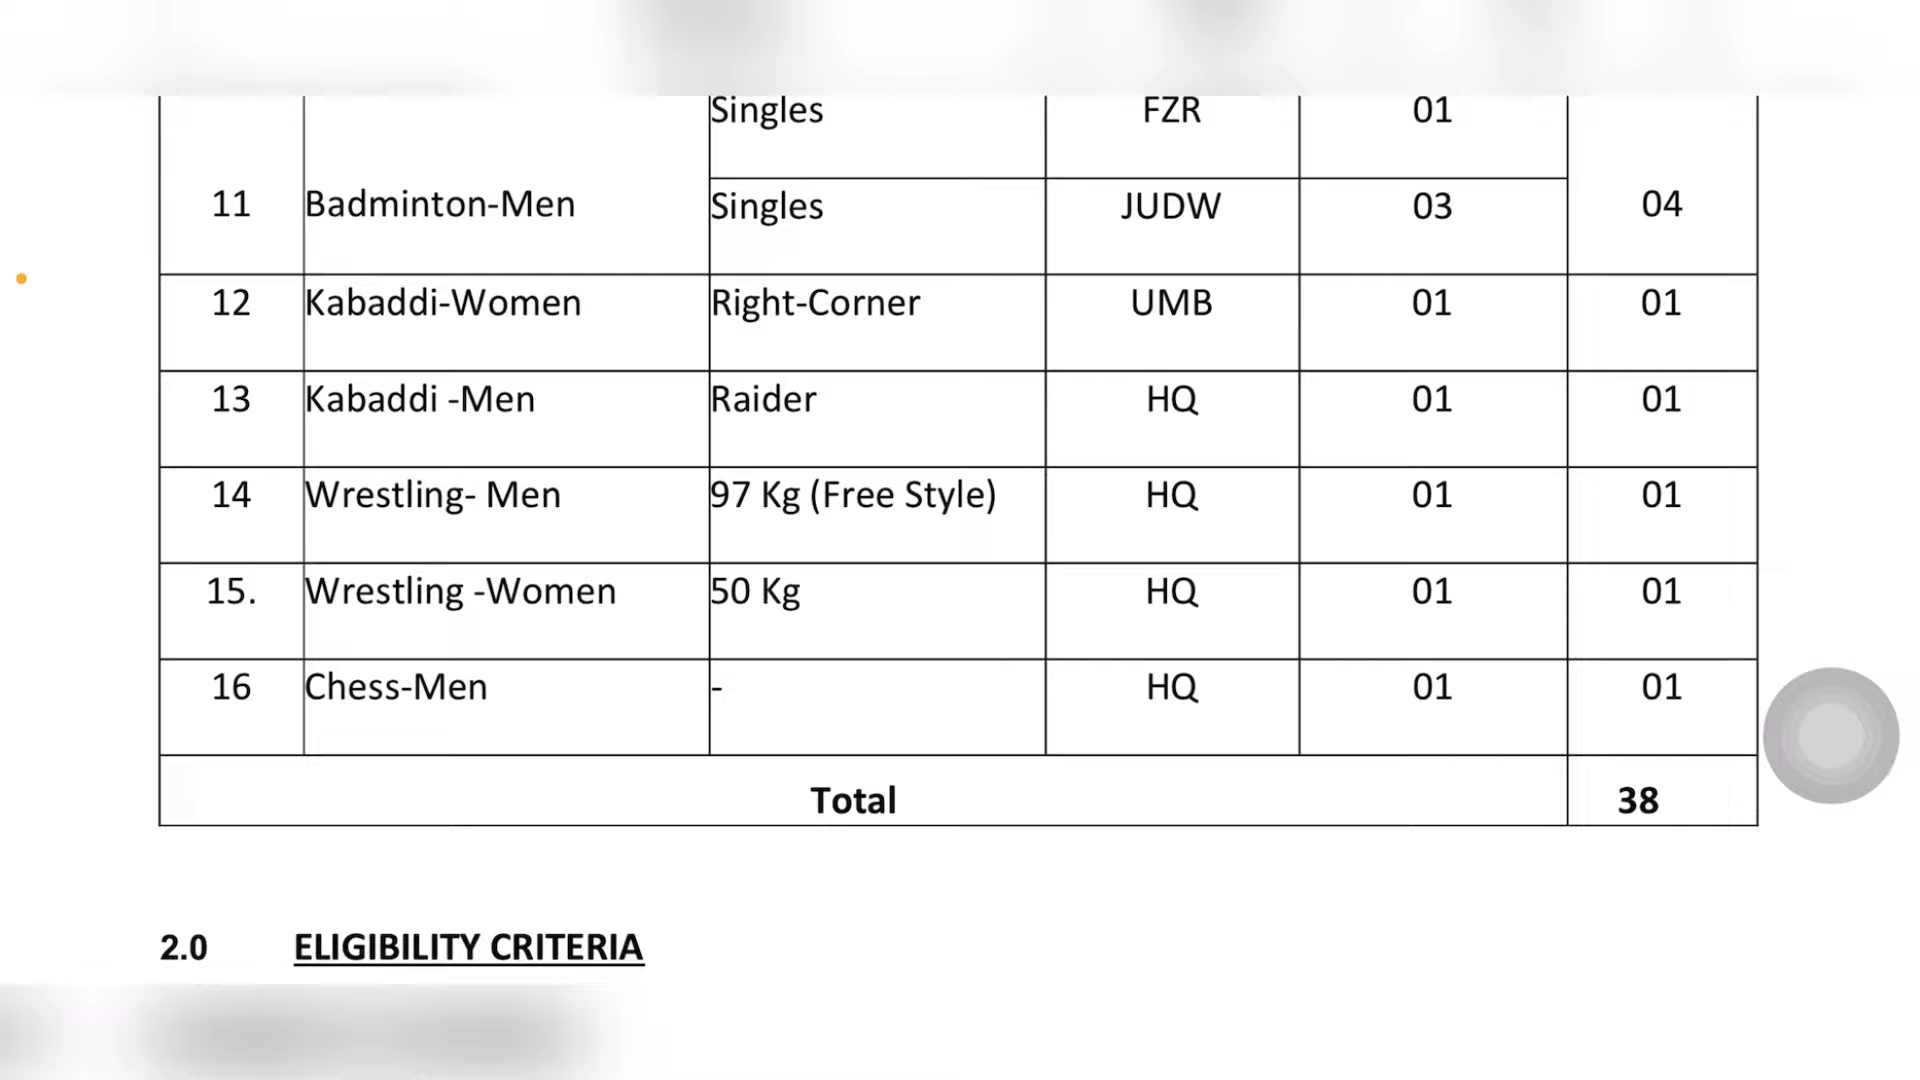 Singles FZR 01
11 Badminton-Men Singles JUDW 03 04
12 Kabaddi-Women Right-Corner UMB 01 01
13 Kabaddi -Men Raider HQ 01 01
14 Wrestling- Men 97 Kg (Free Style) HQ 01 01
15. Wrestling -Women 50 Kg HQ 01 01
16 Chess-Men - HQ 01 01
Total 38
2.0 ELIGIBILITY CRITERIA